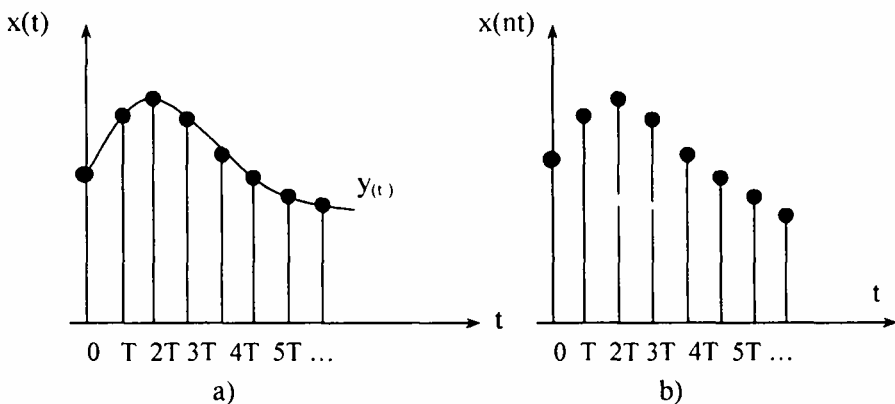 x(t)
y(t)
t
0 T 2T 3T 4T 5T ...
a)
x(nt)
t
0 T 2T 3T 4T 5T ...
b)